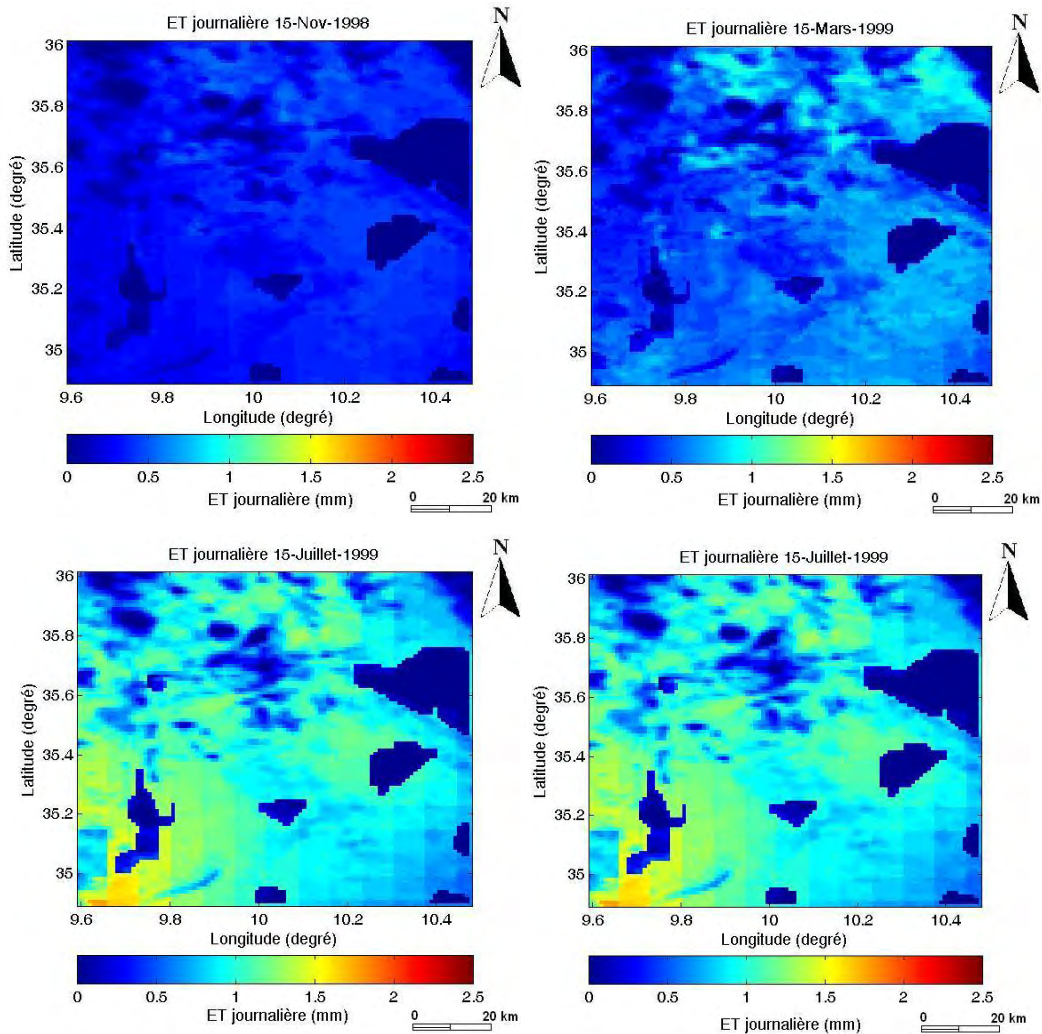 ET journalière 15-Nov-1998
N
36
35.8
35.6
35.4
35.2
35
Latitude (degré)
9.6 9.8 10 10.2 10.4
Longitude (degré)
0 0.5 1 1.5 2 2.5
ET journalière (mm)
0 20 km
ET journalière 15-Mars-1999
N
36
35.8
35.6
35.4
35.2
35
Latitude (degré)
9.6 9.8 10 10.2 10.4
Longitude (degré)
0 0.5 1 1.5 2 2.5
ET journalière (mm)
0 20 km
ET journalière 15-Juillet-1999
N
36
35.8
35.6
35.4
35.2
35
Latitude (degré)
9.6 9.8 10 10.2 10.4
Longitude (degré)
0 0.5 1 1.5 2 2.5
ET journalière (mm)
0 20 km
ET journalière 15-Juillet-1999
N
36
35.8
35.6
35.4
35.2
35
Latitude (degré)
9.6 9.8 10 10.2 10.4
Longitude (degré)
0 0.5 1 1.5 2 2.5
ET journalière (mm)
0 20 km